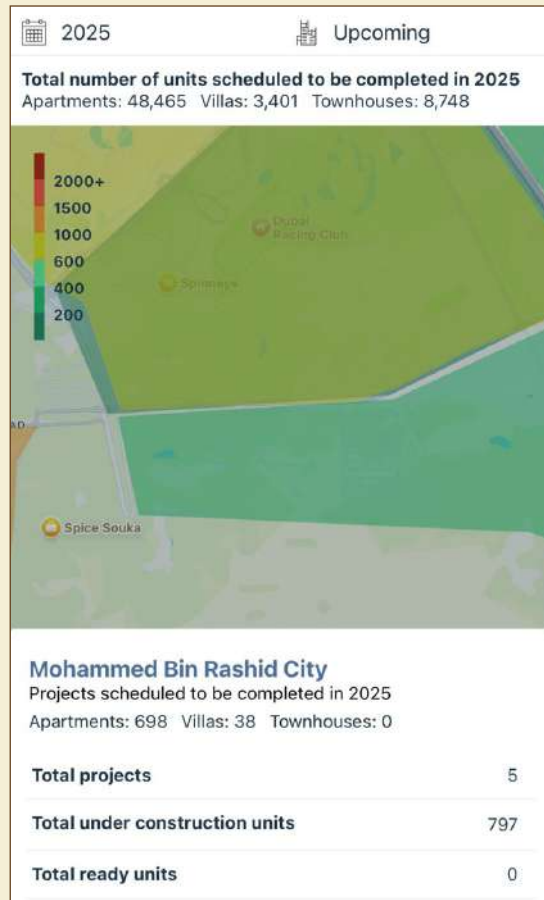 2025
Upcoming
Total number of units scheduled to be completed in 2025
Apartments: 48,465 Villas: 3,401 Townhouses: 8,748
2000+
1500
1000
600
400
200
Dubai
Racing Club
Spinneys
AD
Spice Souka
Mohammed Bin Rashid City
Projects scheduled to be completed in 2025
Apartments: 698 Villas: 38 Townhouses: 0
Total projects 5
Total under construction units 797
Total ready units 0